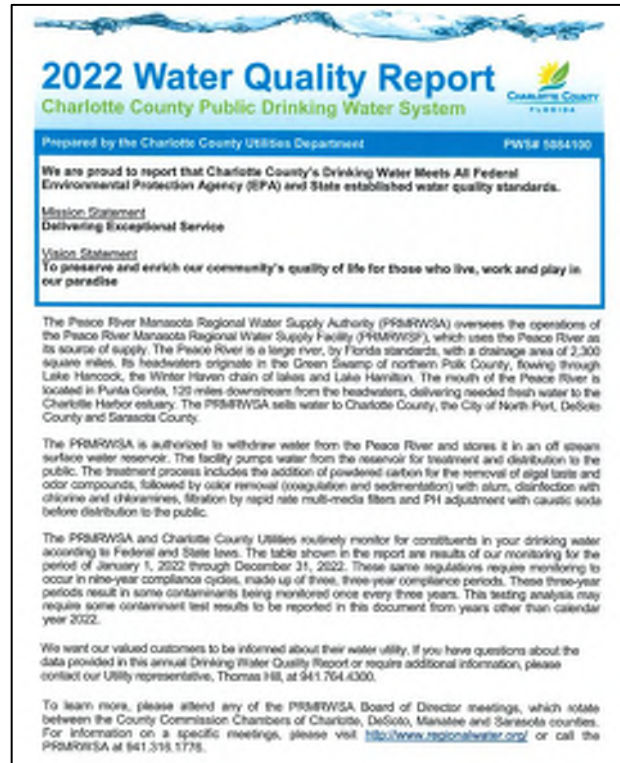 2022 Water Quality Report
Charlotte County Public Drinking Water System
CHARLOTTE COUNTY
FLORIDA
Prepared by the Charlotte County Utilities Department PWS# 5084100
We are proud to report that Charlotte County's Drinking Water Meets All Federal
Environmental Protection Agency (EPA) and State established water quality standards.
Mission Statement
Delivering Exceptional Service
Vision Statement
To preserve and enrich our community's quality of life for those who live, work and play in
our paradise
The Peace River Manasota Regional Water Supply Authority (PRMRWSA) oversees the operations of
the Peace River Manasota Regional Water Supply Facility (PRMRWSF), which uses the Peace River as
its source of supply. The Peace River is a large river, by Florida standards, with a drainage area of 2,300
square miles. Its headwaters originate in the Green Swamp of northern Polk County, flowing through
Lake Hancock, the Winter Haven chain of lakes and Lake Hamilton. The mouth of the Peace River is
located in Punta Gorda, 120 miles downstream from the headwaters, delivering needed fresh water to the
Charlotte Harbor estuary. The PRMRWSA sells water to Charlotte County, the City of North Port, DeSoto
County and Sarasota County.
The PRMRWSA is authorized to withdraw water from the Peace River and stores it in an off stream
surface water reservoir. The facility pumps water from the reservoir for treatment and distribution to the
public. The treatment process includes the addition of powdered carbon for the removal of algal taste and
odor compounds, followed by color removal (coagulation and sedimentation) with alum, disinfection with
chlorine and chloramines, filtration by rapid rate multi-media filters and PH adjustment with caustic soda
before distribution to the public.
The PRMRWSA and Charlotte County Utilities routinely monitor for constituents in your drinking water
according to Federal and State laws. The table shown in the report are results of our monitoring for the
period of January 1, 2022 through December 31, 2022. These same regulations require monitoring to
occur in nine-year compliance cycles, made up of three, three-year compliance periods. These three-year
periods result in some contaminants being monitored once every three years. This testing analysis may
require some contaminant test results to be reported in this document from years other than calendar
year 2022.
We want our valued customers to be informed about their water utility. If you have questions about the
data provided in this annual Drinking Water Quality Report or require additional information, please
contact our Utility representative, Thomas Hill, at 941.764.4300.
To learn more, please attend any of the PRMRWSA Board of Director meetings, which rotate
between the County Commission Chambers of Charlotte, DeSoto, Manatee and Sarasota counties.
For information on a specific meetings, please visit http://www.regionalwater.org/ or call the
PRMRWSA at 941.316.1776.